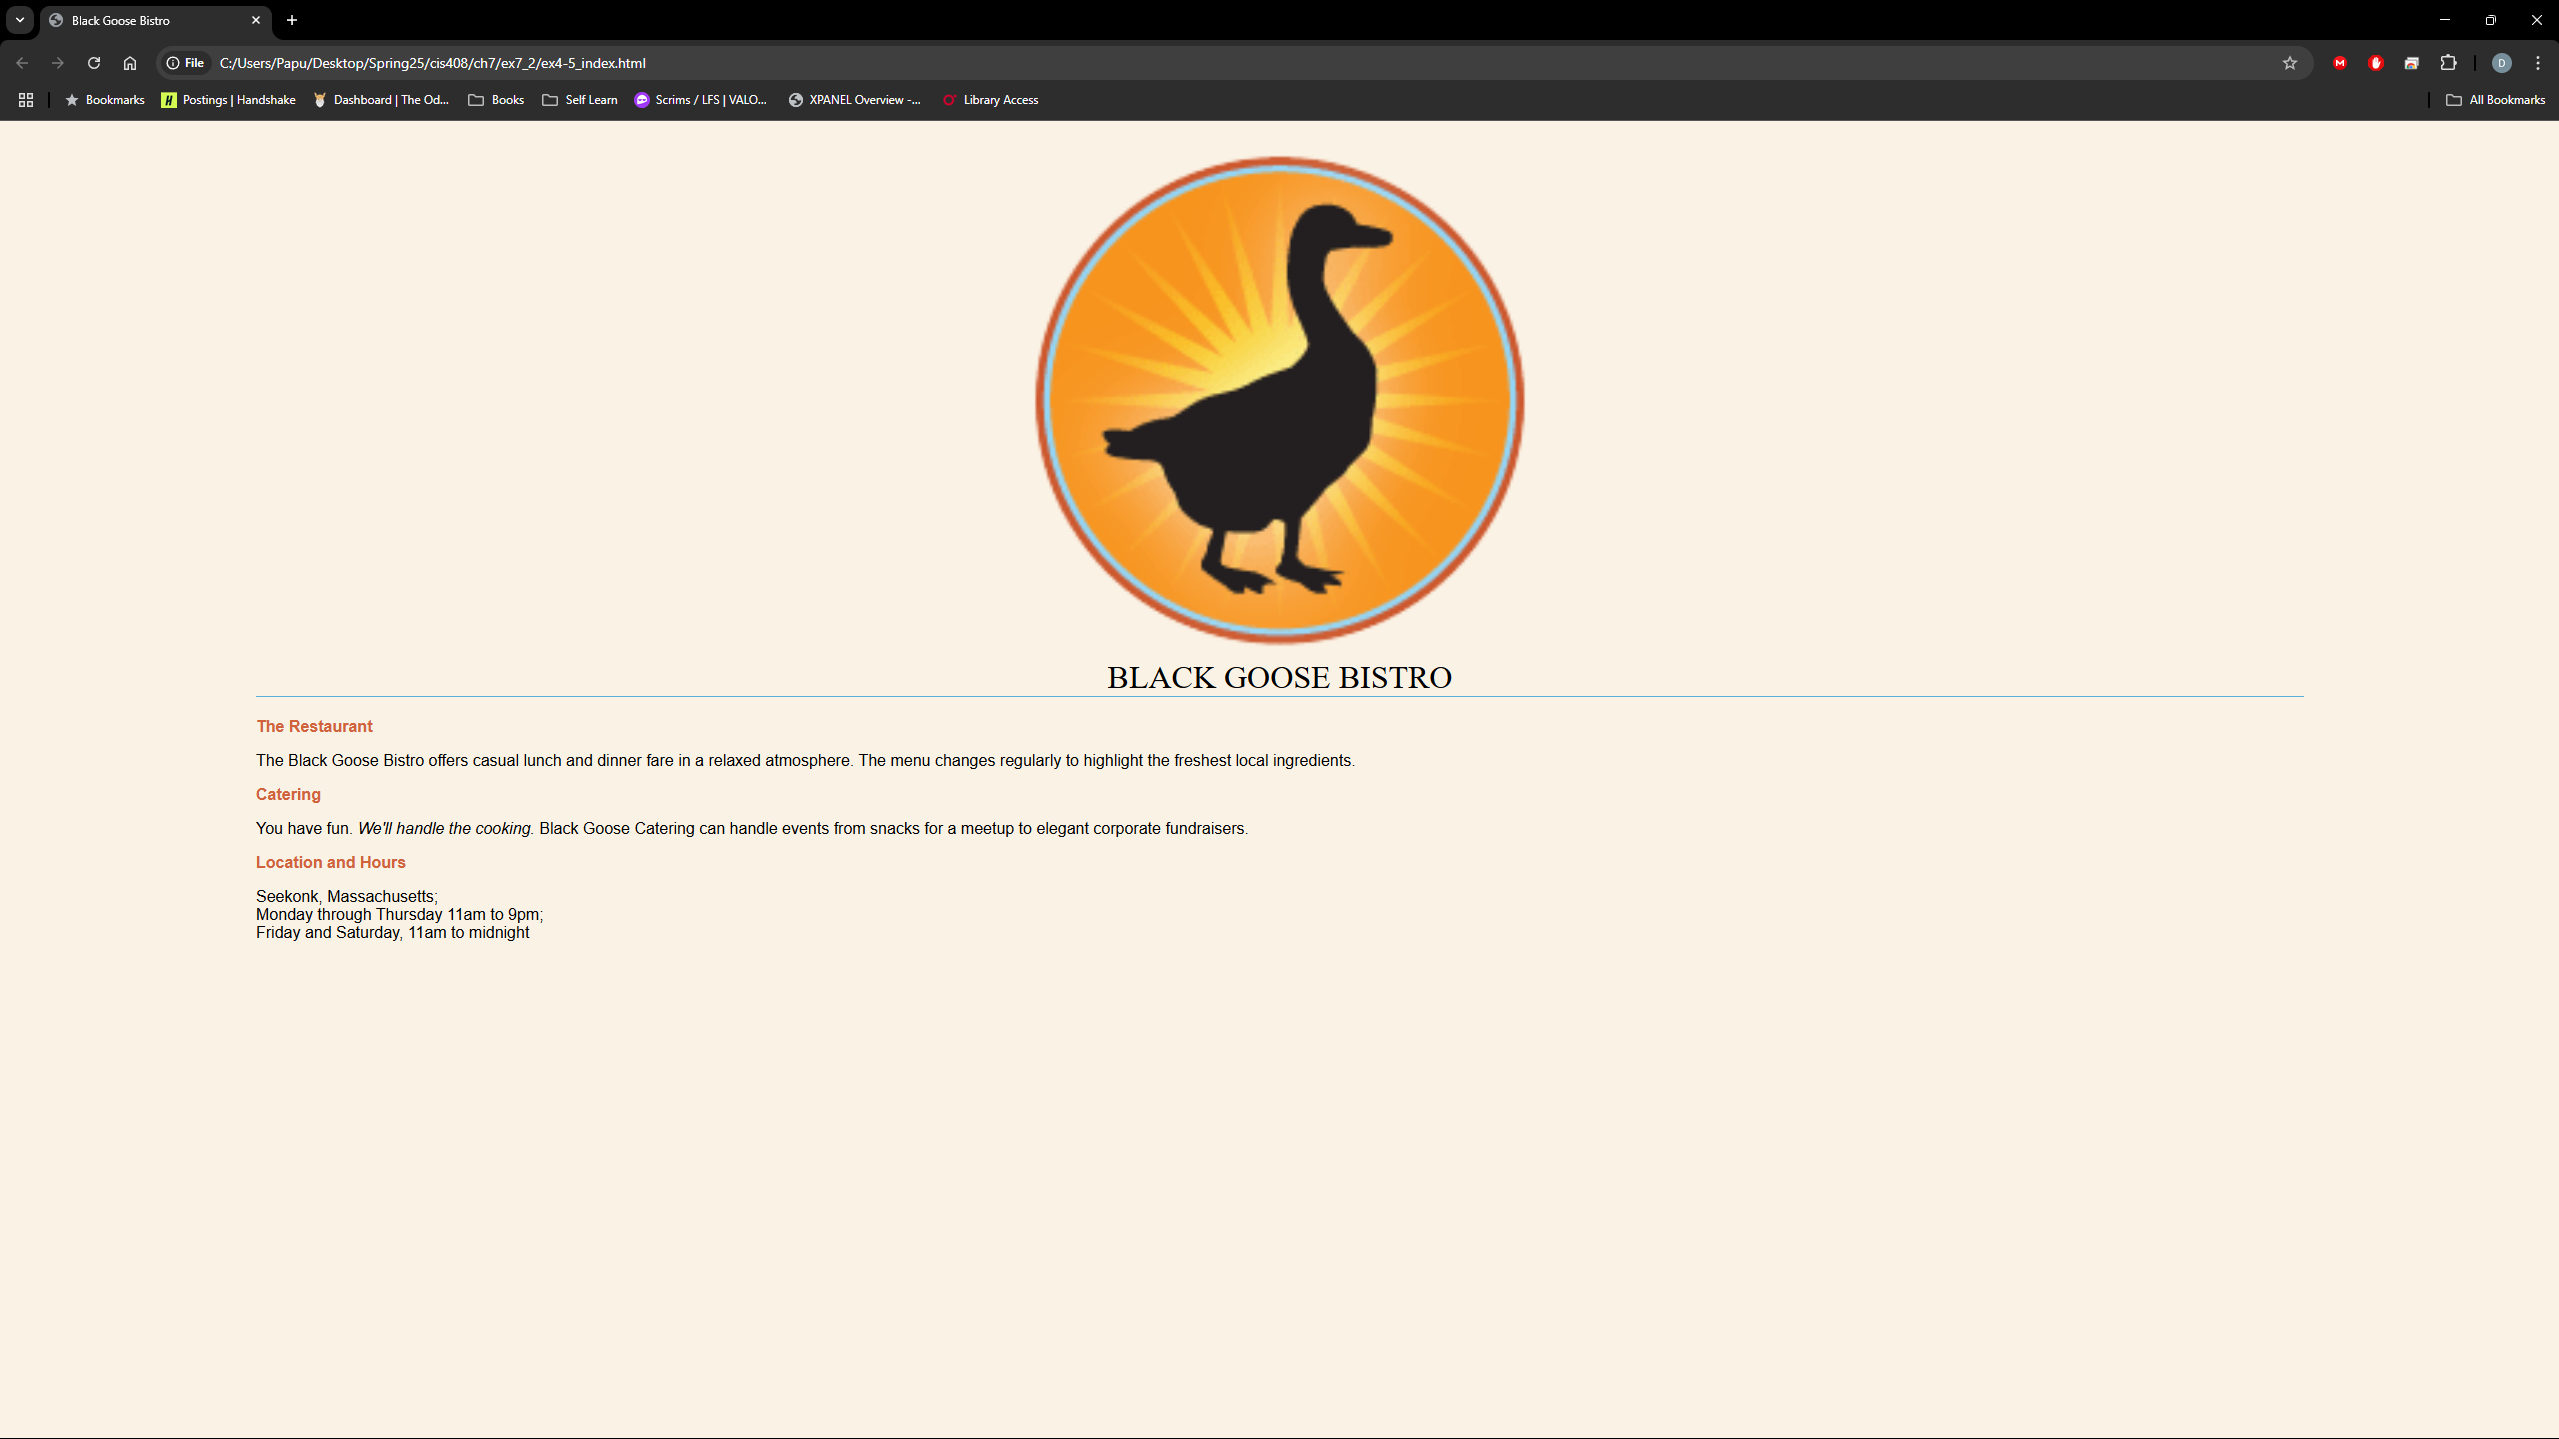 Black Goose Bistro
File C:/Users/Papu/Desktop/Spring25/cis408/ch7/ex7_2/ex4-5_index.html
M D
Bookmarks H Postings | Handshake Dashboard | The Od... Books Self Learn Scrims / LFS | VALO... XPANEL Overview -... Library Access All Bookmarks
BLACK GOOSE BISTRO
The Restaurant
The Black Goose Bistro offers casual lunch and dinner fare in a relaxed atmosphere. The menu changes regularly to highlight the freshest local ingredients.
Catering
You have fun. We'll handle the cooking. Black Goose Catering can handle events from snacks for a meetup to elegant corporate fundraisers.
Location and Hours
Seekonk, Massachusetts;
Monday through Thursday 11am to 9pm;
Friday and Saturday, 11am to midnight